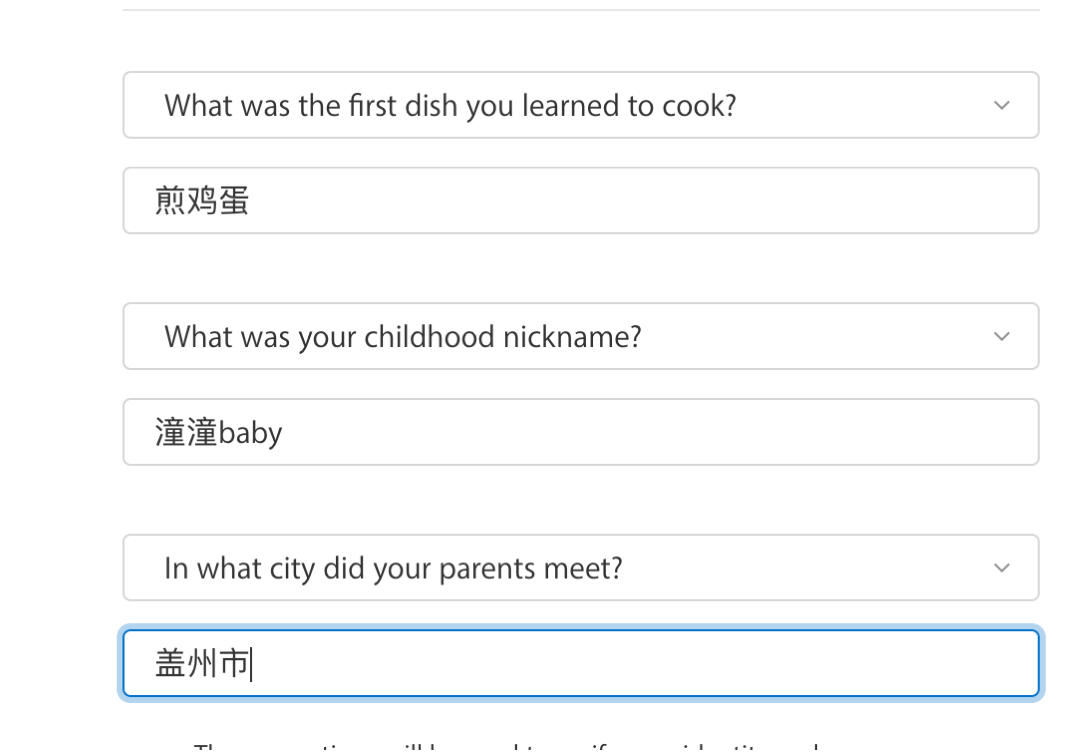 What was the first dish you learned to cook?
煎鸡蛋
What was your childhood nickname?
潼潼baby
In what city did your parents meet?
盖州市